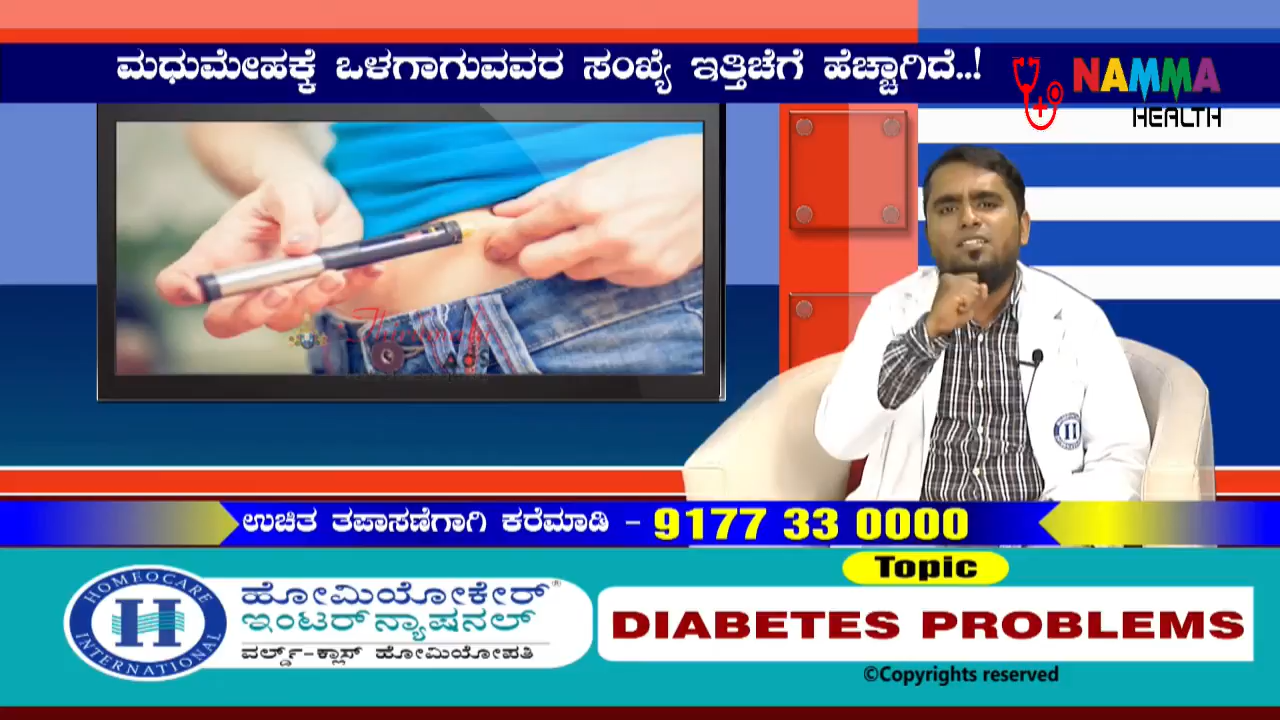 ಮಧುಮೇಹಕ್ಕೆ ಒಳಗಾಗುವವರ ಸಂಖ್ಯೆ ಇತ್ತಿಚೆಗೆ ಹೆಚ್ಚಾಗಿದೆ..!
NAMMA
HEALTH
ಉಚಿತ ತಪಾಸಣೆಗಾಗಿ ಕರೆಮಾಡಿ - 9177 33 0000
Topic
HOMEOCARE
INTERNATIONAL
H
ಹೋಮಿಯೋಕೇರ್®
ಇಂಟರ್‌ನ್ಯಾಷನಲ್
ವರ್ಲ್ಡ್-ಕ್ಲಾಸ್ ಹೋಮಿಯೋಪತಿ
DIABETES PROBLEMS
©Copyrights reserved